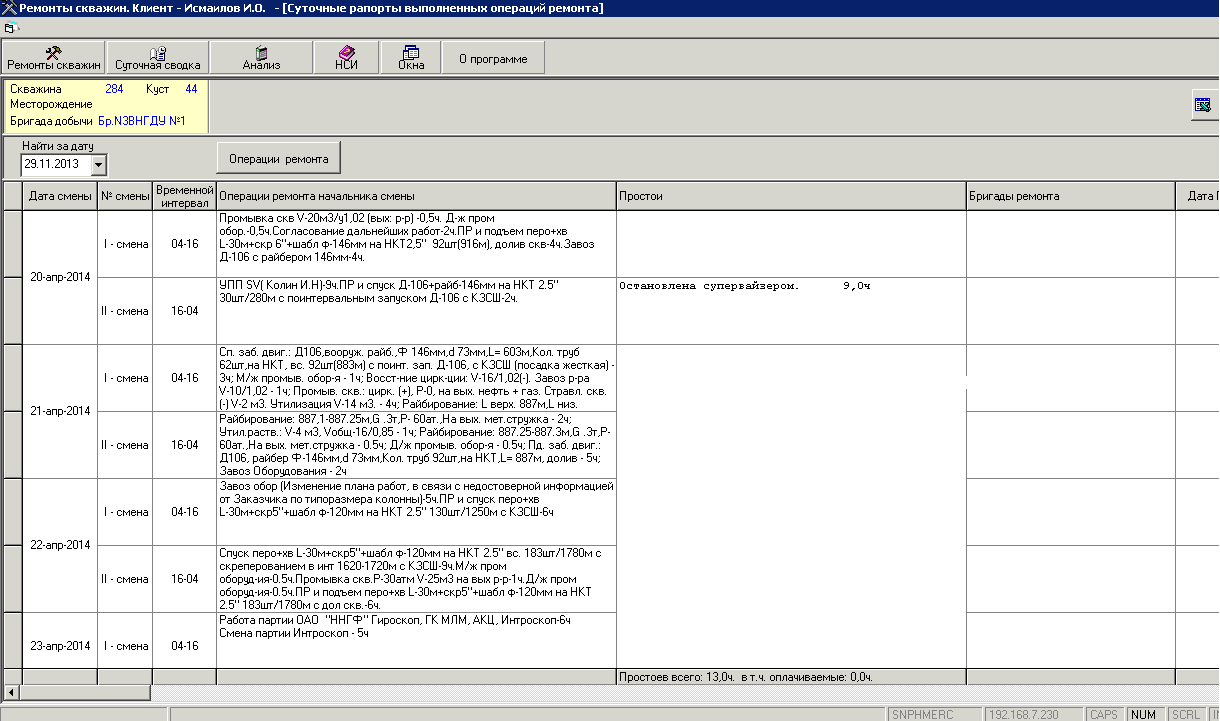 Ремонты скважин. Клиент - Исмаилов И.О. - [Суточные рапорты выполненных операций ремонта]
Ремонты скважин
Суточная сводка
Анализ
НСИ
Окна
О программе
Скважина 284 Куст 44
Месторождение
Бригада добычи Бр.N3ВНГДУ №1
Найти за дату
29.11.2013
Операции ремонта
Дата смены
№ смены
Временной
интервал
Операции ремонта начальника смены
Простои
Бригады ремонта
Дата
20-апр-2014
I - смена
04-16
Промывка скв V-20м3/у1,02 (вых: р-р) -0,5ч. Д-ж пром
обор.-0,5ч.Согласование дальнейших работ-2ч.ПР и подъем перо+хв
L-30м+скр 6"+шабл ф-146мм на НКТ2,5" 92шт(916м), долив скв-4ч.Завоз
Д-106 с райбером 146мм-4ч.
II - смена
16-04
УПП SV( Колин И.Н)-9ч.ПР и спуск Д-106+райб-146мм на НКТ 2.5"
30шт/280м с поинтервальным запуском Д-106 с КЗСШ-2ч.
Остановлена супервайзером. 9,0ч
21-апр-2014
I - смена
04-16
Сп. заб. двиг.: Д106,вооруж. райб.,Ф 146мм,d 73мм,L= 603м,Кол. труб
62шт,на НКТ, вс. 92шт(883м) с поинт. зап. Д-106, с КЗСШ (посадка жесткая) -
3ч; М/ж промыв. обор-я - 1ч; Восст-ние цирк-ции: V-16/1,02(-). Завоз р-ра
V-10/1,02 - 1ч; Промыв. скв.: цирк. (+), Р-0, на вых. нефть + газ. Стравл. скв.
(-) V-2 м3. Утилизация V-14 м3. - 4ч; Райбирование: L верх. 887м,L низ.
II - смена
16-04
Райбирование: 887,1-887.25м,G .3т,Р- 60ат.,На вых. мет.стружка - 2ч;
Утил.раств.: V-4 м3, Vобщ-16/0,85 - 1ч; Райбирование: 887.25-887.3м,G .3т,Р-
60ат.,На вых. мет.стружка - 0.5ч; Д/ж промыв. обор-я - 0.5ч; Пд. заб. двиг.:
Д106, райбер Ф-146мм,d 73мм,Кол. труб 92шт,на НКТ,L= 887м, долив - 5ч;
Завоз Оборудования - 2ч
22-апр-2014
I - смена
04-16
Завоз обор (Изменение плана работ, в связи с недостоверной информацией
от Заказчика по типоразмера колонны)-5ч.ПР и спуск перо+хв
L-30м+скр5"+шабл ф-120мм на НКТ 2.5" 130шт/1250м с КЗСШ-6ч
II - смена
16-04
Спуск перо+хв L-30м+скр5"+шабл ф-120мм на НКТ 2.5" вс. 183шт/1780м с
скреперованием в инт 1620-1720м с КЗСШ-9ч.М/ж пром
оборуд-ия-0.5ч.Промывка скв.Р-30атм V-25м3 на вых р-р-1ч.Д/ж пром
оборуд-ия-0.5ч.ПР и подъем перо+хв L-30м+скр5"+шабл ф-120мм на НКТ
2.5" 183шт/1780м с дол скв.-6ч.
23-апр-2014
I - смена
04-16
Работа партии ОАО "ННГФ" Гироскоп, ГК МЛМ, АКЦ, Интроскоп-6ч
Смена партии Интроскоп - 5ч
Простоев всего: 13,0ч. в т.ч. оплачиваемые: 0,0ч.
SNPHMERC
192.168.7.230
CAPS
NUM
SCRL